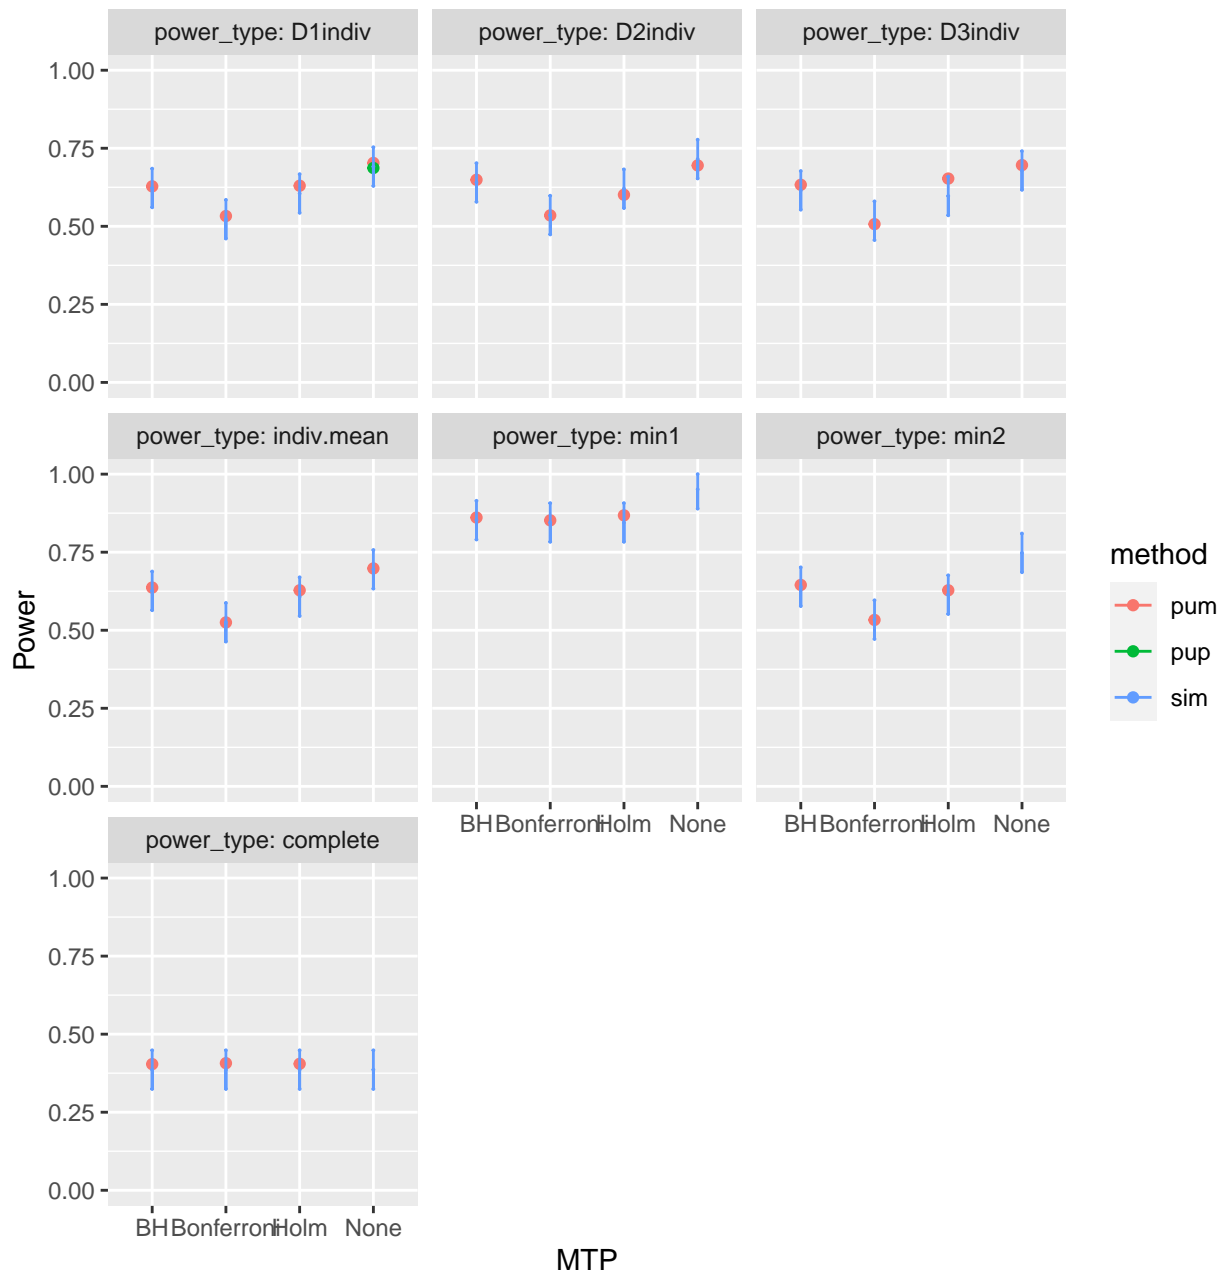 power_type: D1indiv power_type: D2indiv power_type: D3indiv
1.00
0.75
0.50
0.25
0.00
power_type: indiv.mean power_type: min1 power_type: min2
1.00
0.75
0.50
0.25
0.00
BH Bonferroni Holm None BH Bonferroni Holm None
power_type: complete
1.00
0.75
0.50
0.25
0.00
BH Bonferroni Holm None
MTP
Power
method
pum
pup
sim